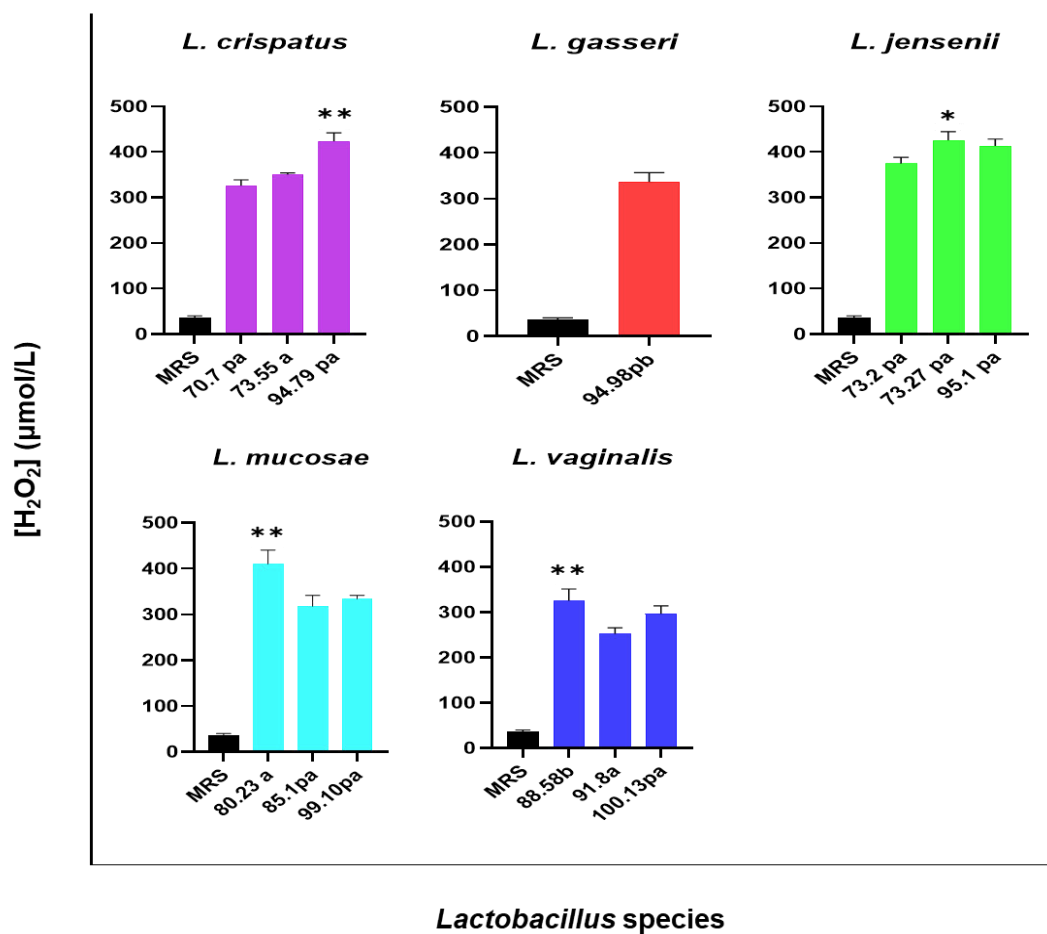 L. crispatus
L. gasseri
L. jensenii
500
400
300
200
100
0
**
MRS
70.7 pa
73.55 a
94.79 pa
500
400
300
200
100
0
MRS
94.98pb
500
400
300
200
100
0
*
MRS
73.2 pa
73.27 pa
95.1 pa
[H₂O₂] (µmol/L)
L. mucosae
L. vaginalis
500
400
300
200
100
0
**
MRS
80.23 a
85.1pa
99.10pa
500
400
300
200
100
0
**
MRS
88.58b
91.8a
100.13pa
Lactobacillus species